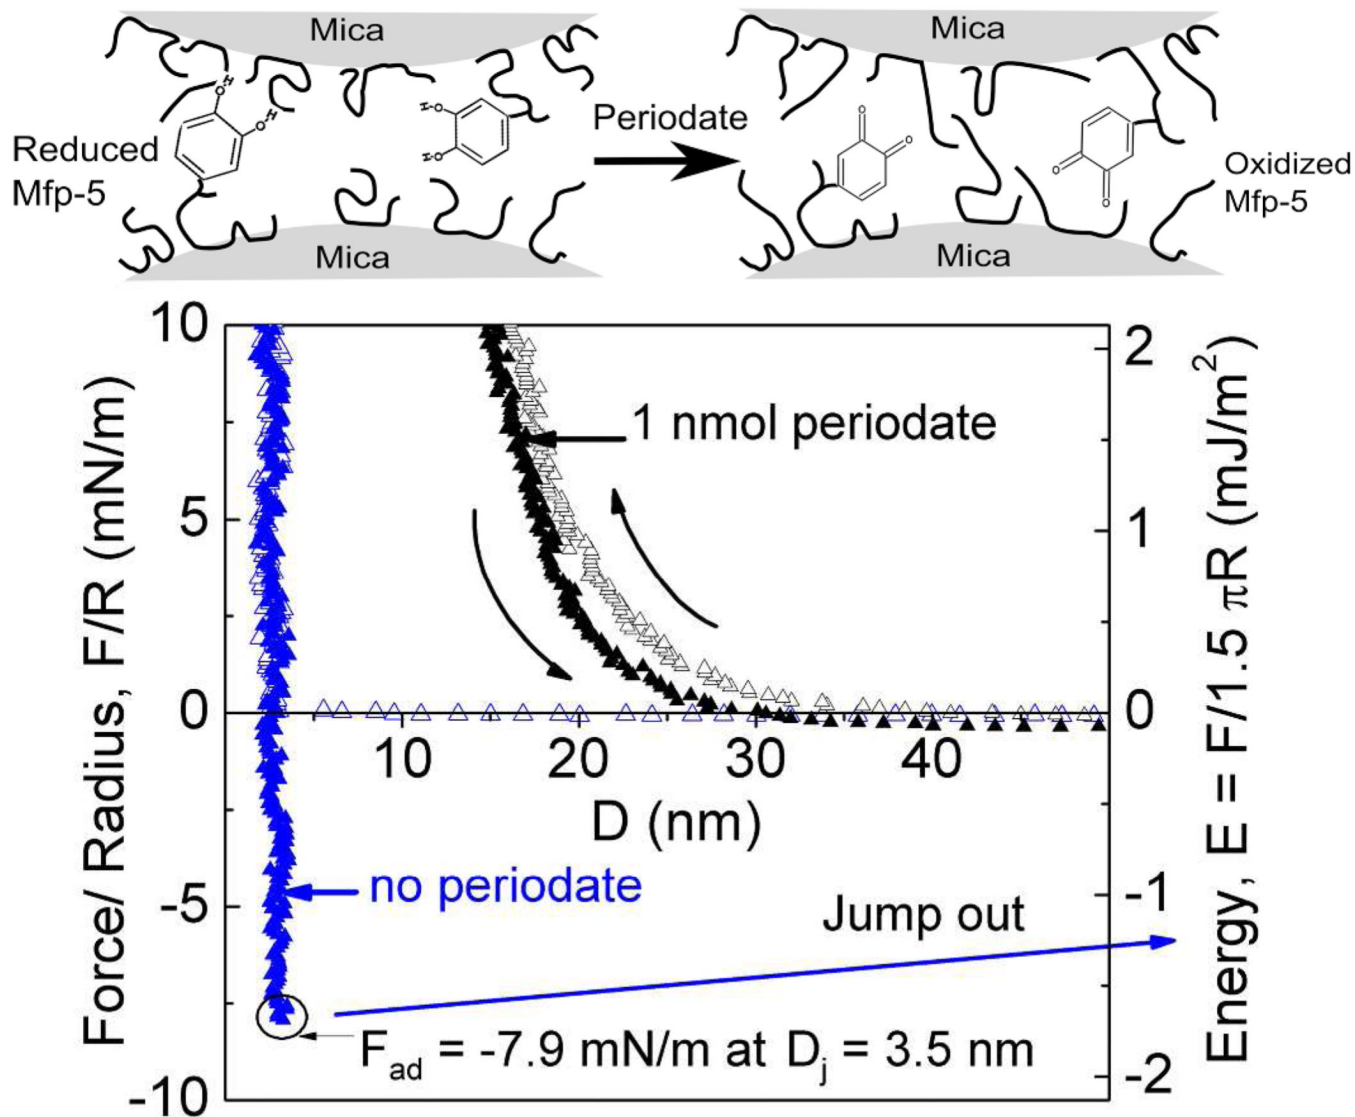 Mica
Mica
Reduced
Mfp-5
H
O
O
H
H
O
O
H
Periodate
O
O
O
O
Oxidized
Mfp-5
Mica
Mica
10
5
0
-5
-10
Force/ Radius, F/R (mN/m)
2
1
0
-1
-2
Energy, E = F/1.5 πR (mJ/m²)
1 nmol periodate
10 20 30 40
D (nm)
no periodate
Jump out
F_ad = -7.9 mN/m at D_j = 3.5 nm